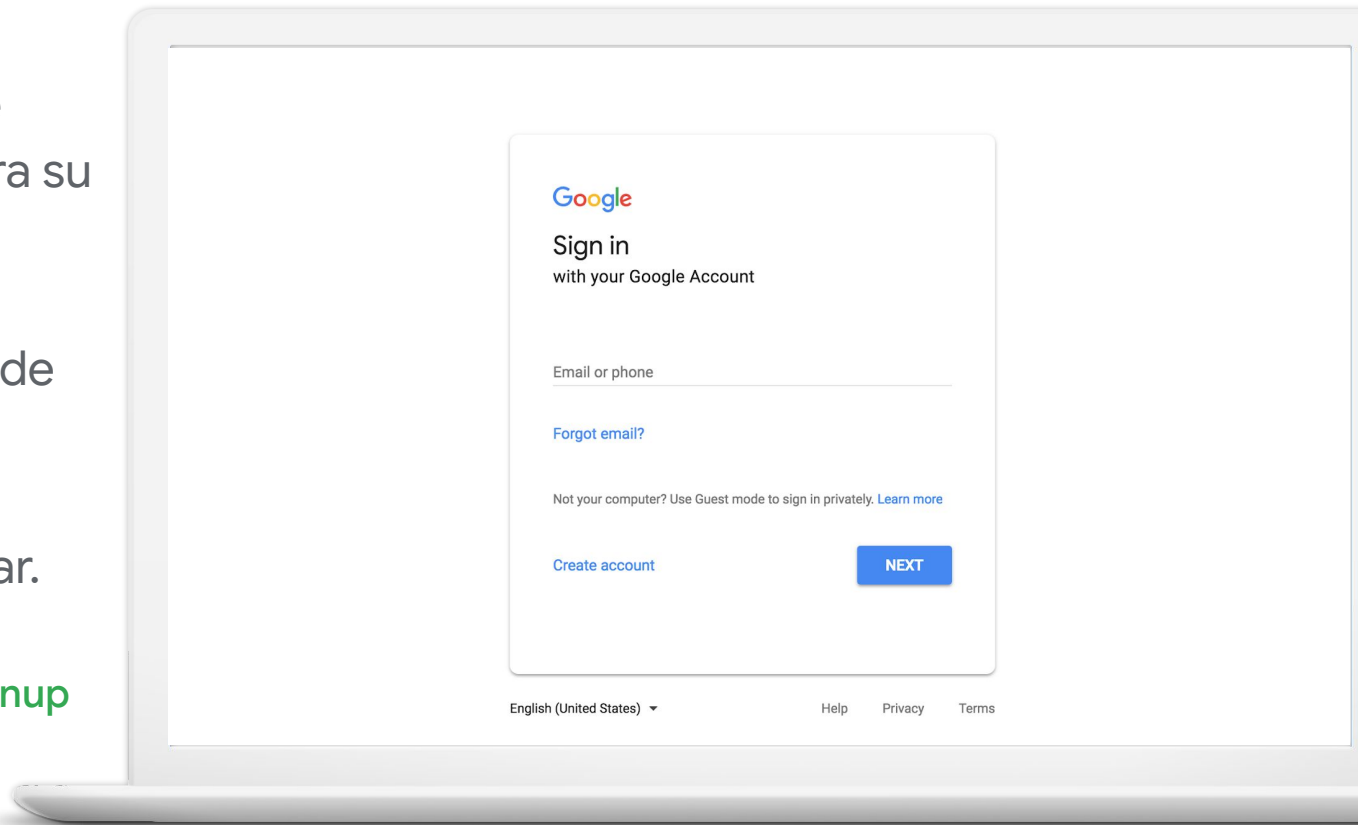 ra su
de
ar.
nup
Google
Sign in
with your Google Account
Email or phone
Forgot email?
Not your computer? Use Guest mode to sign in privately. Learn more
Create account
NEXT
English (United States)
Help Privacy Terms